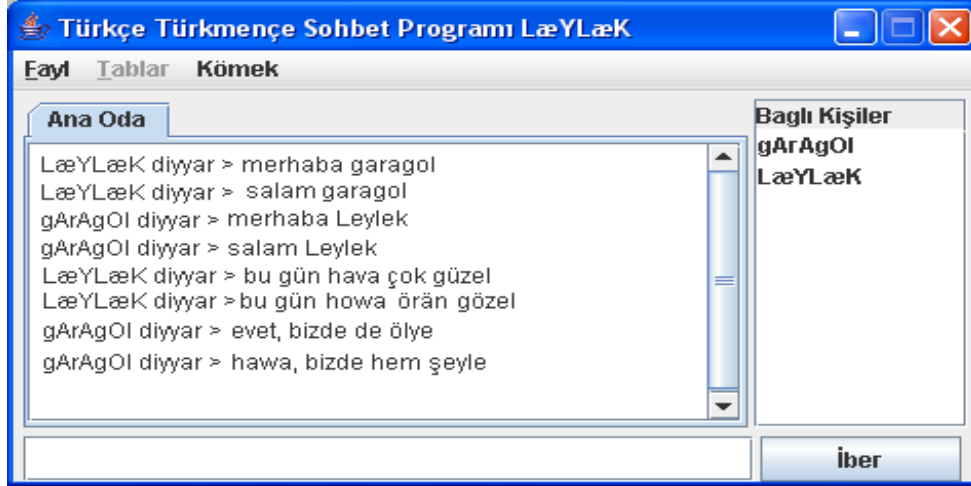 Türkçe Türkmençe Sohbet Programı LæYLæK
Fayl Tablar Kömek
Ana Oda
LæYLæK diyyar > merhaba garagol
LæYLæK diyyar > salam garagol
gArAgOl diyyar > merhaba Leylek
gArAgOl diyyar > salam Leylek
LæYLæK diyyar > bu gün hava çok güzel
LæYLæK diyyar >bu gün howa örän gözel
gArAgOl diyyar > evet, bizde de ölye
gArAgOl diyyar > hawa, bizde hem şeyle
Baglı Kişiler
gArAgOl
LæYLæK
İber